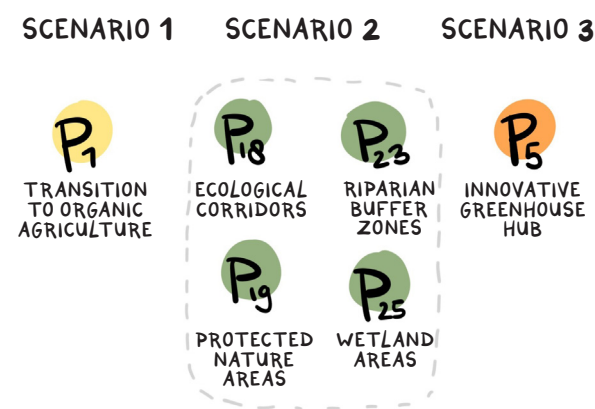 SCENARIO 1
SCENARIO 2
SCENARIO 3
P1
TRANSITION
TO ORGANIC
AGRICULTURE
P18
ECOLOGICAL
CORRIDORS
P23
RIPARIAN
BUFFER
ZONES
P5
INNOVATIVE
GREENHOUSE
HUB
P19
PROTECTED
NATURE
AREAS
P25
WETLAND
AREAS